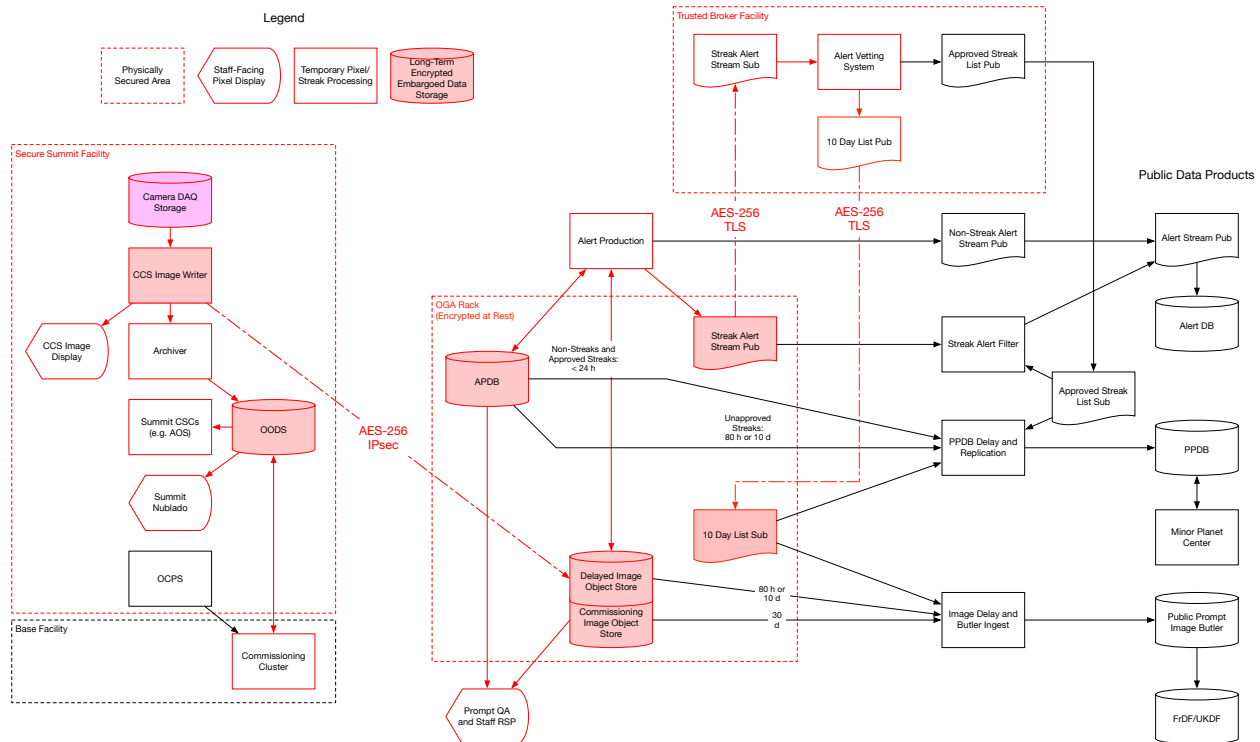 Legend
Physically
Secured Area
Staff-Facing
Pixel Display
Temporary Pixel/
Streak Processing
Long-Term
Encrypted
Embargoed Data
Storage
Trusted Broker Facility
Streak Alert
Stream Sub
Alert Vetting
System
Approved Streak
List Pub
10 Day List Pub
Secure Summit Facility
Camera DAQ
Storage
CCS Image Writer
CCS Image
Display
Archiver
Summit CSCs
(e.g. AOS)
OODS
Summit
Nublado
OCPS
Base Facility
Commissioning
Cluster
AES-256
IPsec
AES-256
TLS
AES-256
TLS
Alert Production
OGA Rack
(Encrypted at Rest)
Non-Streaks and
Approved Streaks:
< 24 h
Streak Alert
Stream Pub
APDB
Unapproved
Streaks:
80 h or 10 d
10 Day List Sub
Delayed Image
Object Store
Commissioning
Image Object
Store
80 h or
10 d
30
d
Prompt QA
and Staff RSP
Non-Streak Alert
Stream Pub
Streak Alert Filter
Approved Streak
List Sub
PPDB Delay and
Replication
Image Delay and
Butler Ingest
Public Data Products
Alert Stream Pub
Alert DB
PPDB
Minor Planet
Center
Public Prompt
Image Butler
FrDF/UKDF